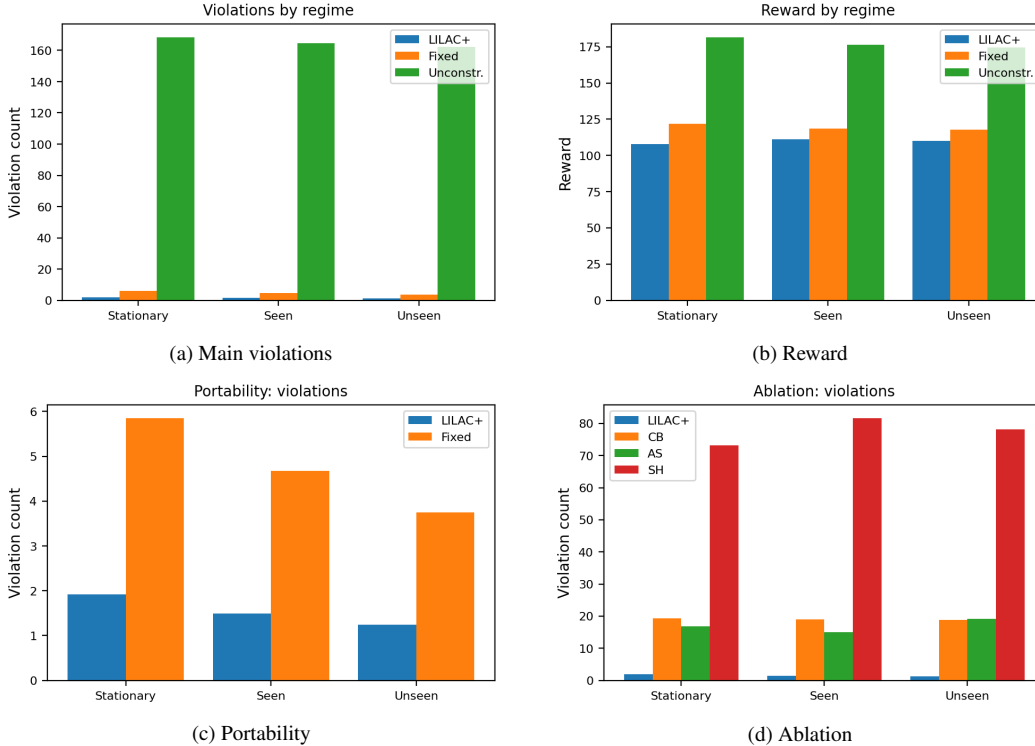 Violations by regime
Violation count
160
140
120
100
80
60
40
20
0
LILAC+
Fixed
Unconstr.
Stationary
Seen
Unseen
(a) Main violations
Reward by regime
Reward
175
150
125
100
75
50
25
0
LILAC+
Fixed
Unconstr.
Stationary
Seen
Unseen
(b) Reward
Portability: violations
Violation count
6
5
4
3
2
1
0
LILAC+
Fixed
Stationary
Seen
Unseen
(c) Portability
Ablation: violations
Violation count
80
70
60
50
40
30
20
10
0
LILAC+
CB
AS
SH
Stationary
Seen
Unseen
(d) Ablation